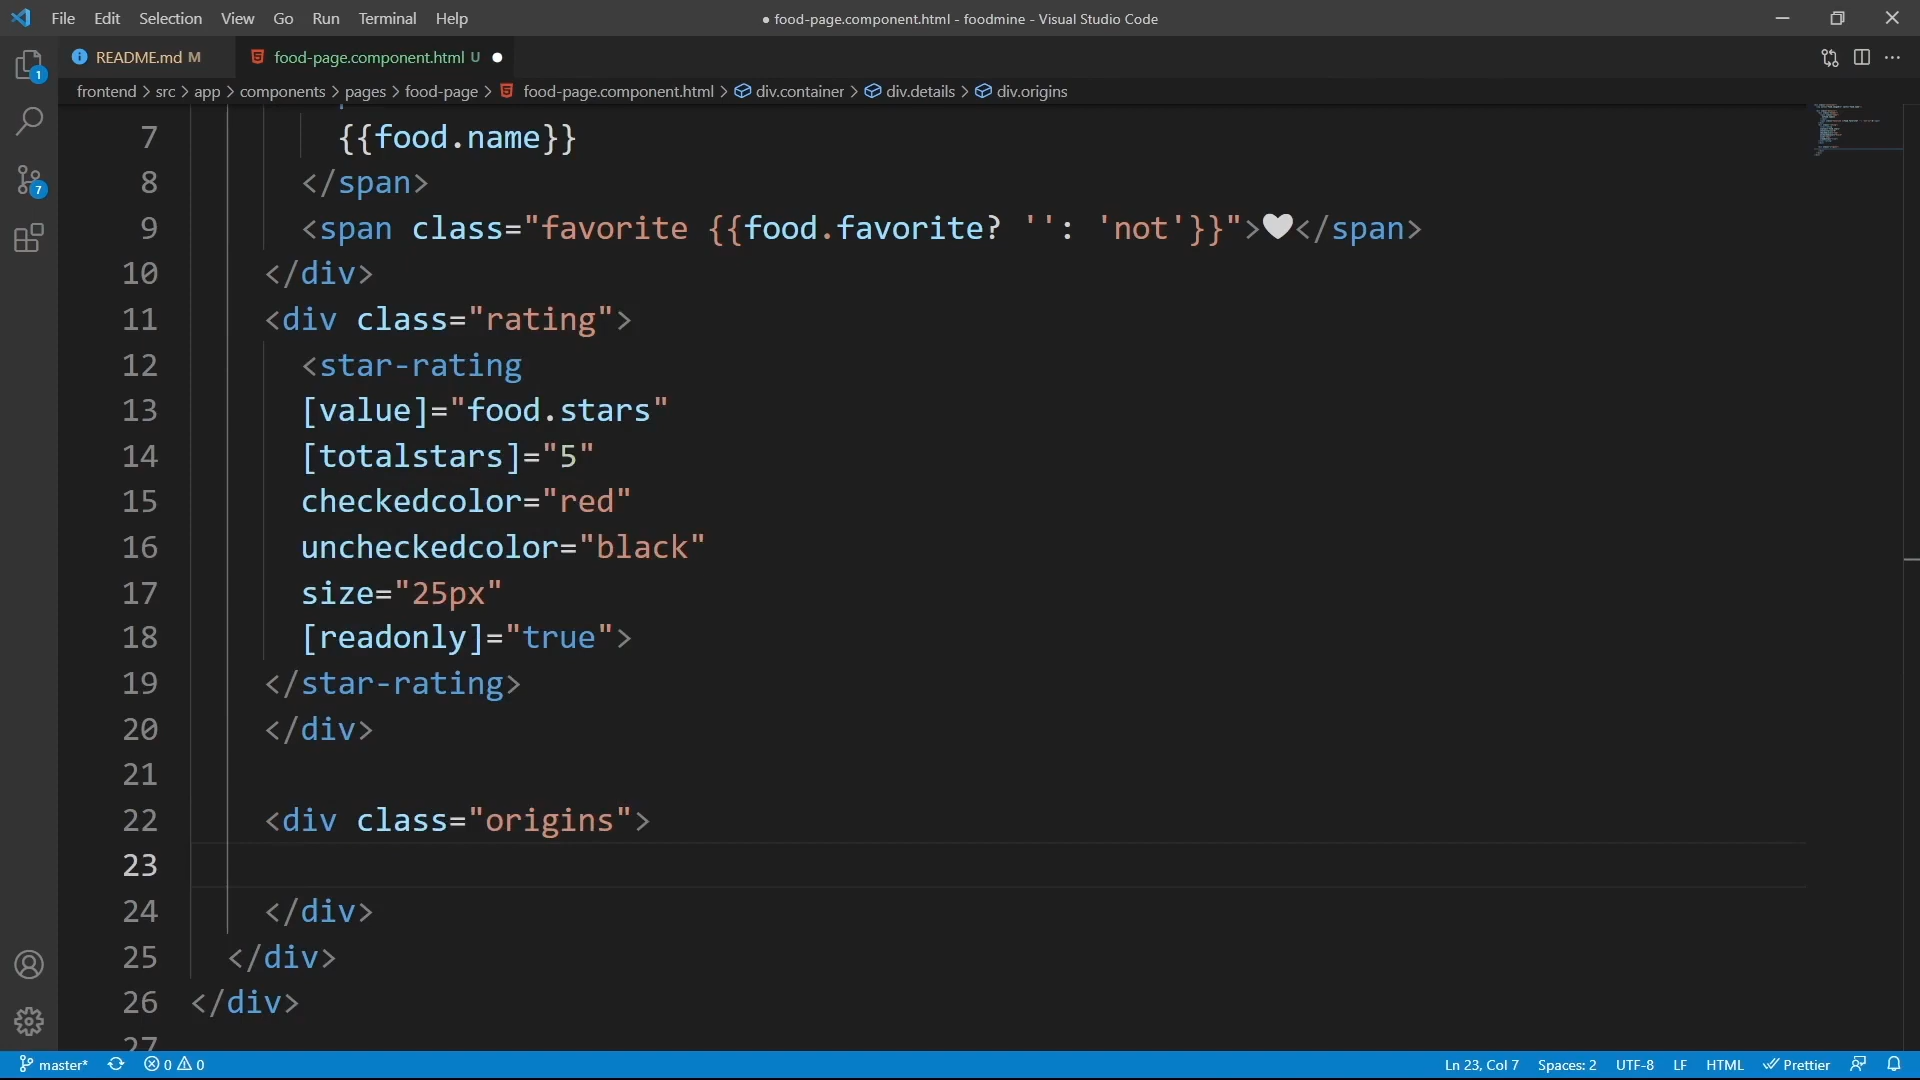 File Edit Selection View Go Run Terminal Help
● food-page.component.html - foodmine - Visual Studio Code
README.md M
food-page.component.html U
frontend > src > app > components > pages > food-page > food-page.component.html > div.container > div.details > div.origins
7 {{food.name}}
8 </span>
9 <span class="favorite {{food.favorite? '': 'not'}}">♥</span>
10 </div>
11 <div class="rating">
12 <star-rating
13 [value]="food.stars"
14 [totalstars]="5"
15 checkedcolor="red"
16 uncheckedcolor="black"
17 size="25px"
18 [readonly]="true">
19 </star-rating>
20 </div>
21
22 <div class="origins">
23
24 </div>
25 </div>
26 </div>
27
1
7
master* 0 0 Ln 23, Col 7 Spaces: 2 UTF-8 LF HTML Prettier